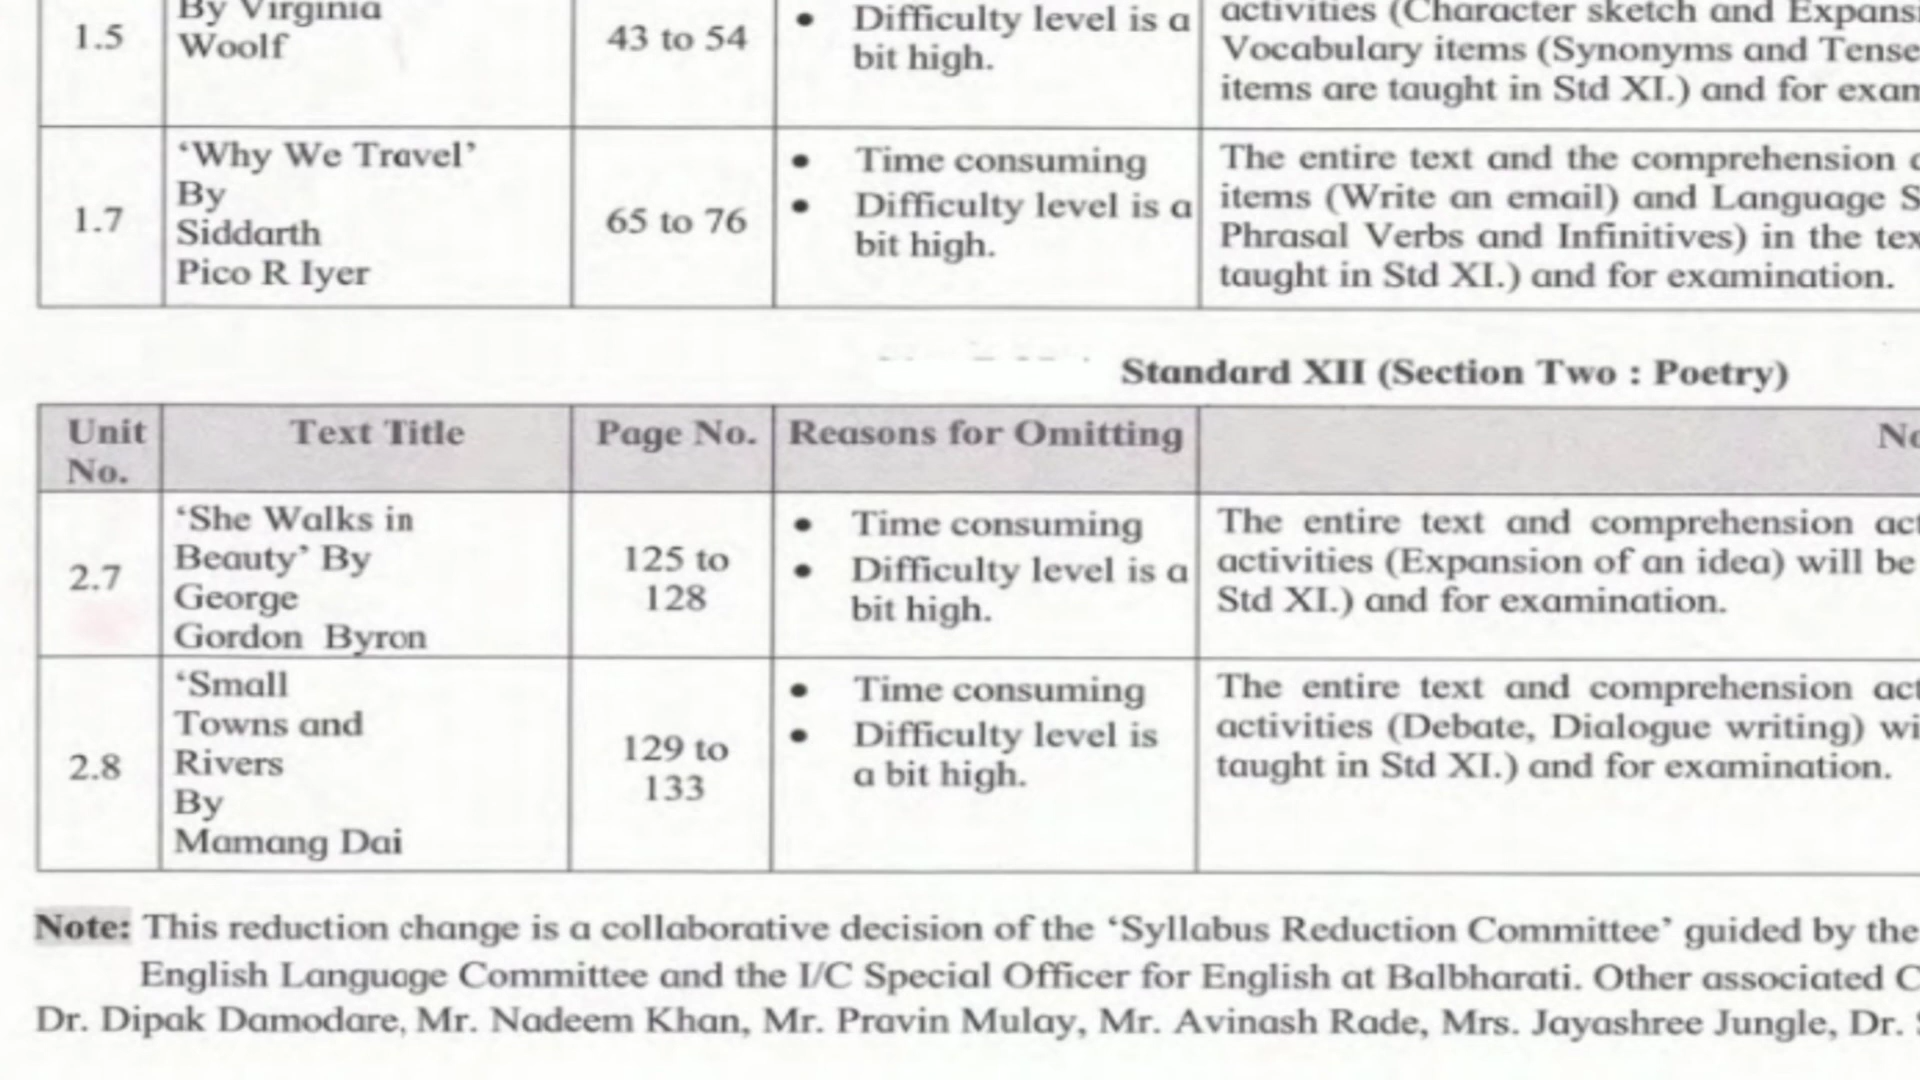 1.5
By Virginia
Woolf
43 to 54
• Difficulty level is a
bit high.
activities (Character sketch and
Vocabulary items (Synonyms and
items are taught in Std XI.) and for
1.7
‘Why We Travel’
By
Siddarth
Pico R Iyer
65 to 76
• Time consuming
• Difficulty level is a
bit high.
The entire text and the comprehension
items (Write an email) and Language
Phrasal Verbs and Infinitives) in the
taught in Std XI.) and for examination.
Standard XII (Section Two : Poetry)
Unit
No.
Text Title
Page No.
Reasons for Omitting
2.7
‘She Walks in
Beauty’ By
George
Gordon Byron
125 to
128
• Time consuming
• Difficulty level is a
bit high.
The entire text and comprehension
activities (Expansion of an idea) will be
Std XI.) and for examination.
2.8
‘Small
Towns and
Rivers
By
Mamang Dai
129 to
133
• Time consuming
• Difficulty level is
a bit high.
The entire text and comprehension
activities (Debate, Dialogue writing)
taught in Std XI.) and for examination.
Note: This reduction change is a collaborative decision of the ‘Syllabus Reduction Committee’ guided by the
English Language Committee and the I/C Special Officer for English at Balbharati. Other associated
Dr. Dipak Damodare, Mr. Nadeem Khan, Mr. Pravin Mulay, Mr. Avinash Rade, Mrs. Jayashree Jungle, Dr.